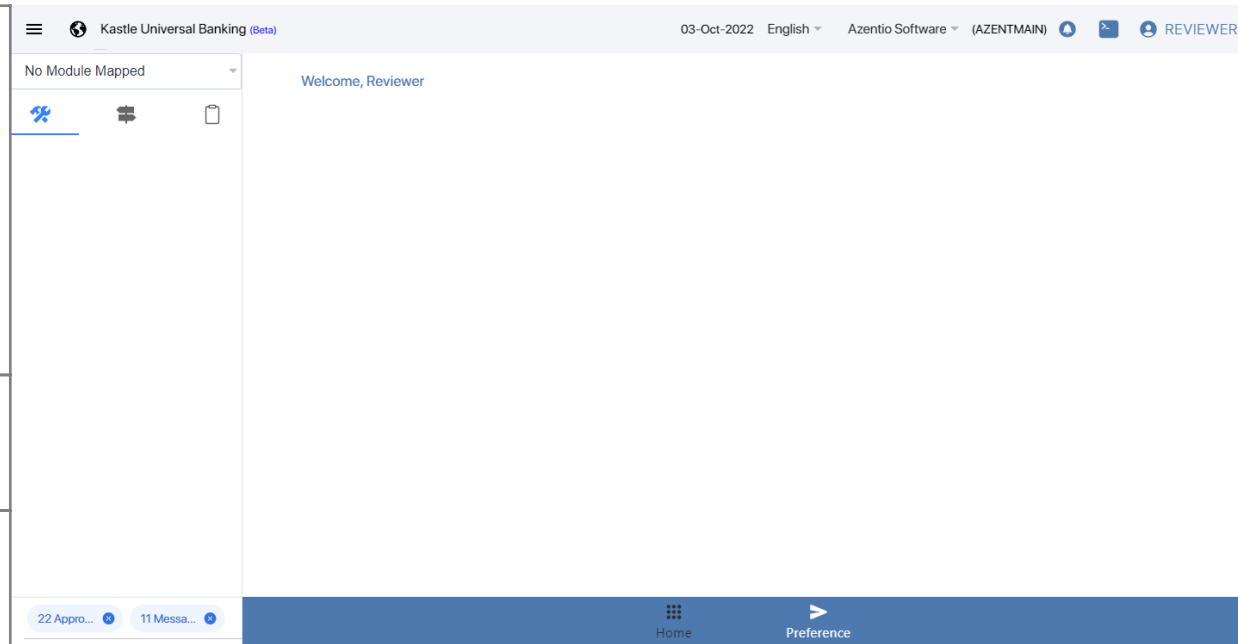 Kastle Universal Banking (Beta)
03-Oct-2022 English Azentio Software (AZENTMAIN) REVIEWER
No Module Mapped
Welcome, Reviewer
22 Appro... 11 Messa...
Home Preference